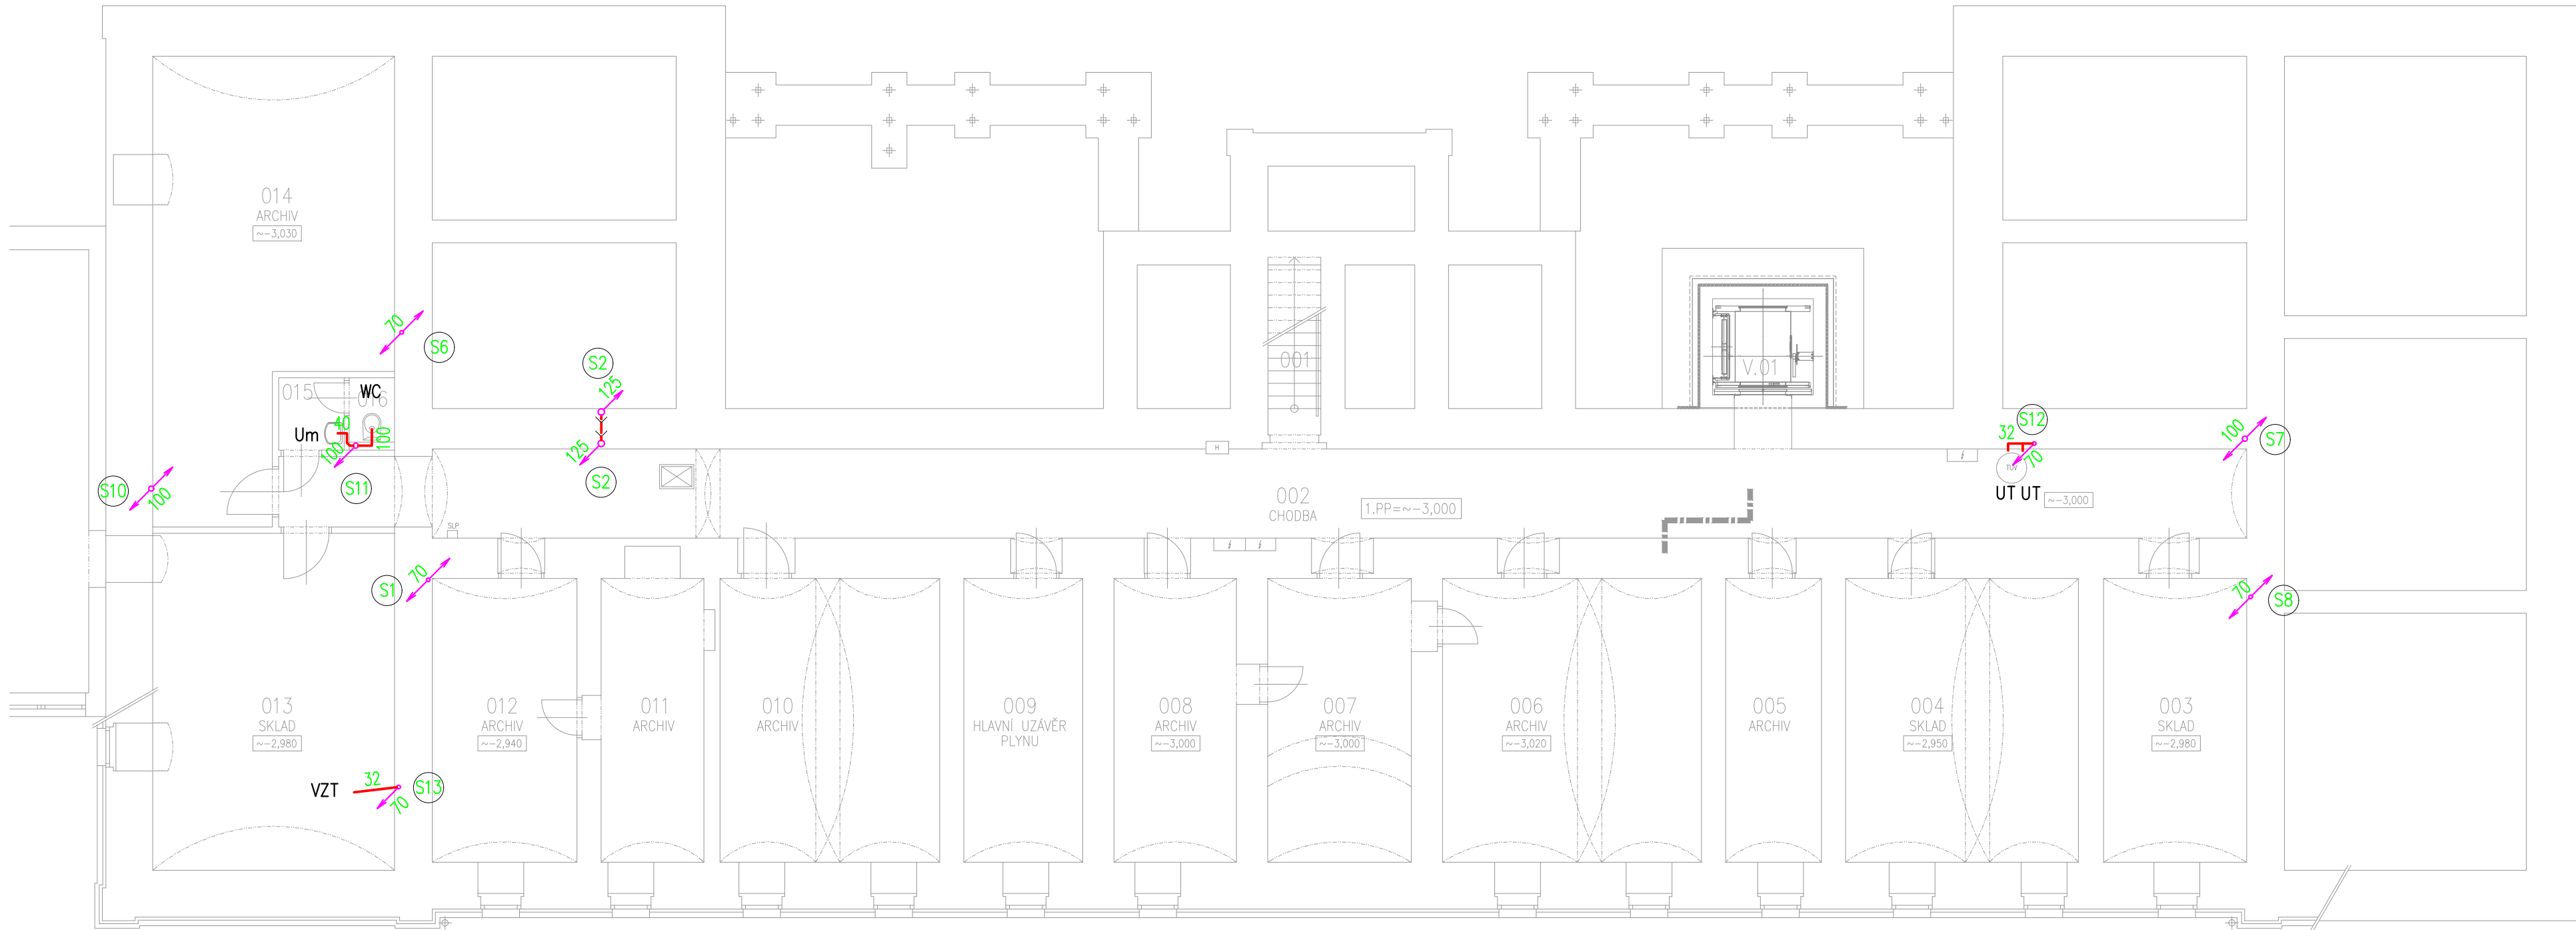 014
ARCHIV
~-3,030
70
S6
S2
125
125
S2
015
WC
016
40
Um
100
100
S11
S10
100
001
V.01
H
SLP
002
CHODBA
1.PP=~-3,000
S12
32
70
TUV
UT UT
~-3,000
100
S7
70
S1
70
S8
013
SKLAD
~-2,980
012
ARCHIV
~-2,940
011
ARCHIV
010
ARCHIV
009
HLAVNÍ UZÁVĚR
PLYNU
008
ARCHIV
~-3,000
007
ARCHIV
~-3,000
006
ARCHIV
~-3,020
005
ARCHIV
004
SKLAD
~-2,950
003
SKLAD
~-2,980
VZT
32
70
S13